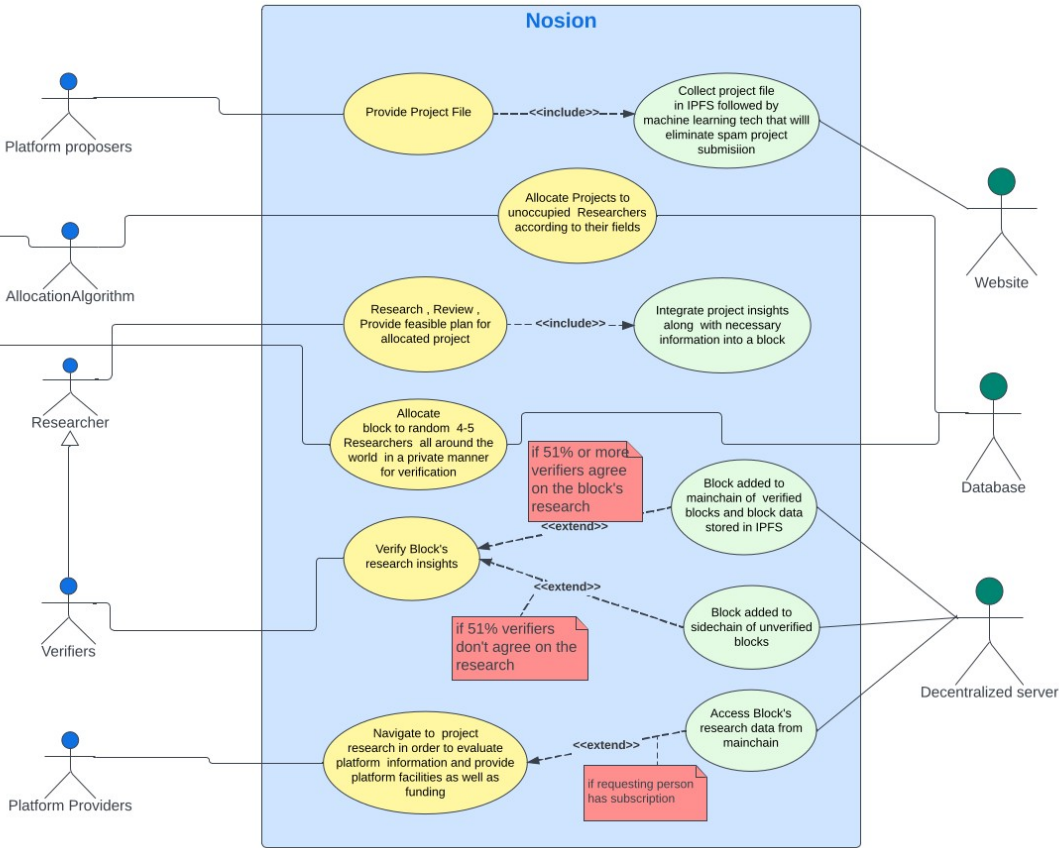 Nosion
Platform proposers
Provide Project File
<<include>>
Collect project file
in IPFS followed by
machine learning tech that willl
eliminate spam project
submisiion
Allocate Projects to
unoccupied Researchers
according to their fields
AllocationAlgorithm
Website
Research , Review ,
Provide feasible plan for
allocated project
<<include>>
Integrate project insights
along with necessary
information into a block
Researcher
Allocate
block to random 4-5
Researchers all around the
world in a private manner
for verification
Database
if 51% or more
verifiers agree
on the block's
research
<<extend>>
Block added to
mainchain of verified
blocks and block data
stored in IPFS
Verify Block's
research insights
<<extend>>
if 51% verifiers
don't agree on the
research
Block added to
sidechain of unverified
blocks
Verifiers
Decentralized server
Access Block's
research data from
mainchain
<<extend>>
if requesting person
has subscription
Navigate to project
research in order to evaluate
platform information and provide
platform facilities as well as
funding
Platform Providers